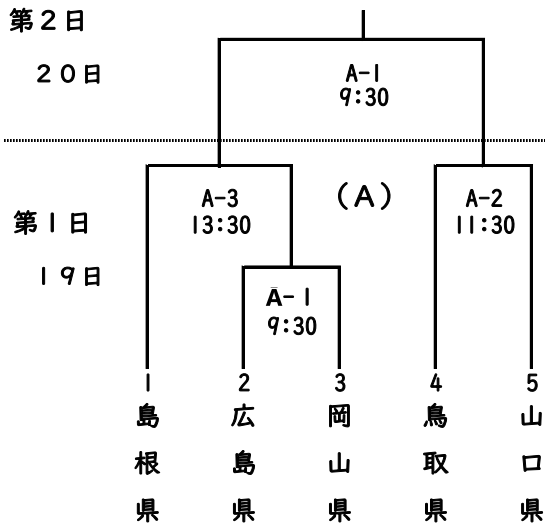 第２日
２０日
A-1
9:30
（A）
A-3
13:30
A-2
11:30
第１日
１９日
A-1
9:30
1
2
3
4
5
島根県
広島県
岡山県
鳥取県
山口県